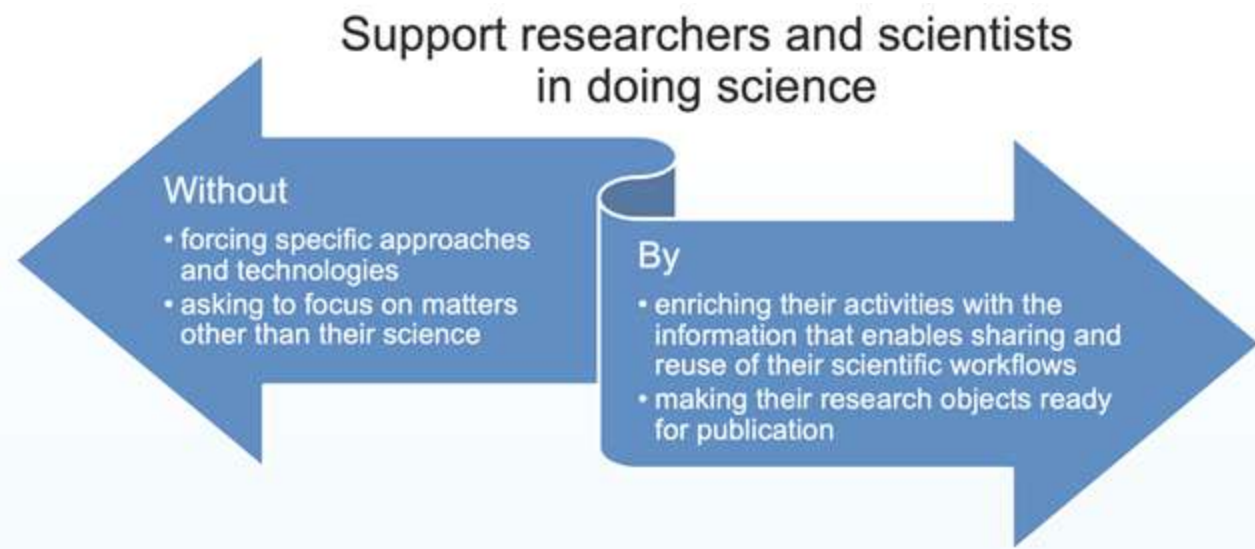 Support researchers and scientists
in doing science
Without
• forcing specific approaches
and technologies
• asking to focus on matters
other than their science
By
• enriching their activities with the
information that enables sharing and
reuse of their scientific workflows
• making their research objects ready
for publication